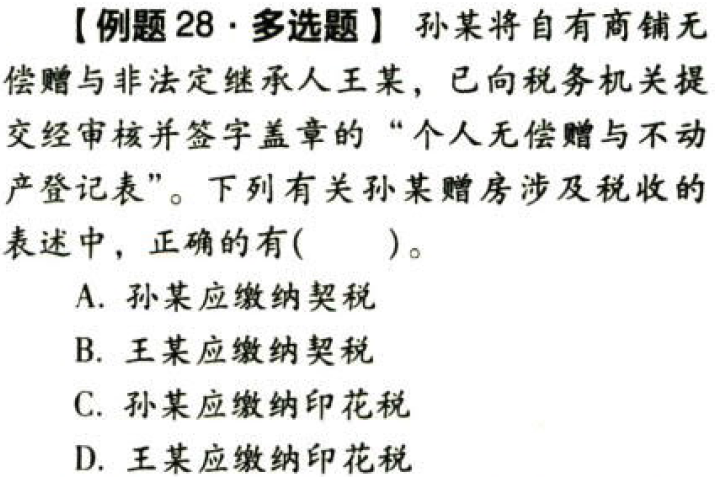 【例题 28·多选题】 孙某将自有商铺无
偿赠与非法定继承人王某，已向税务机关提
交经审核并签字盖章的“个人无偿赠与不动
产登记表”。下列有关孙某赠房涉及税收的
表述中，正确的有(　　)。
A. 孙某应缴纳契税
B. 王某应缴纳契税
C. 孙某应缴纳印花税
D. 王某应缴纳印花税